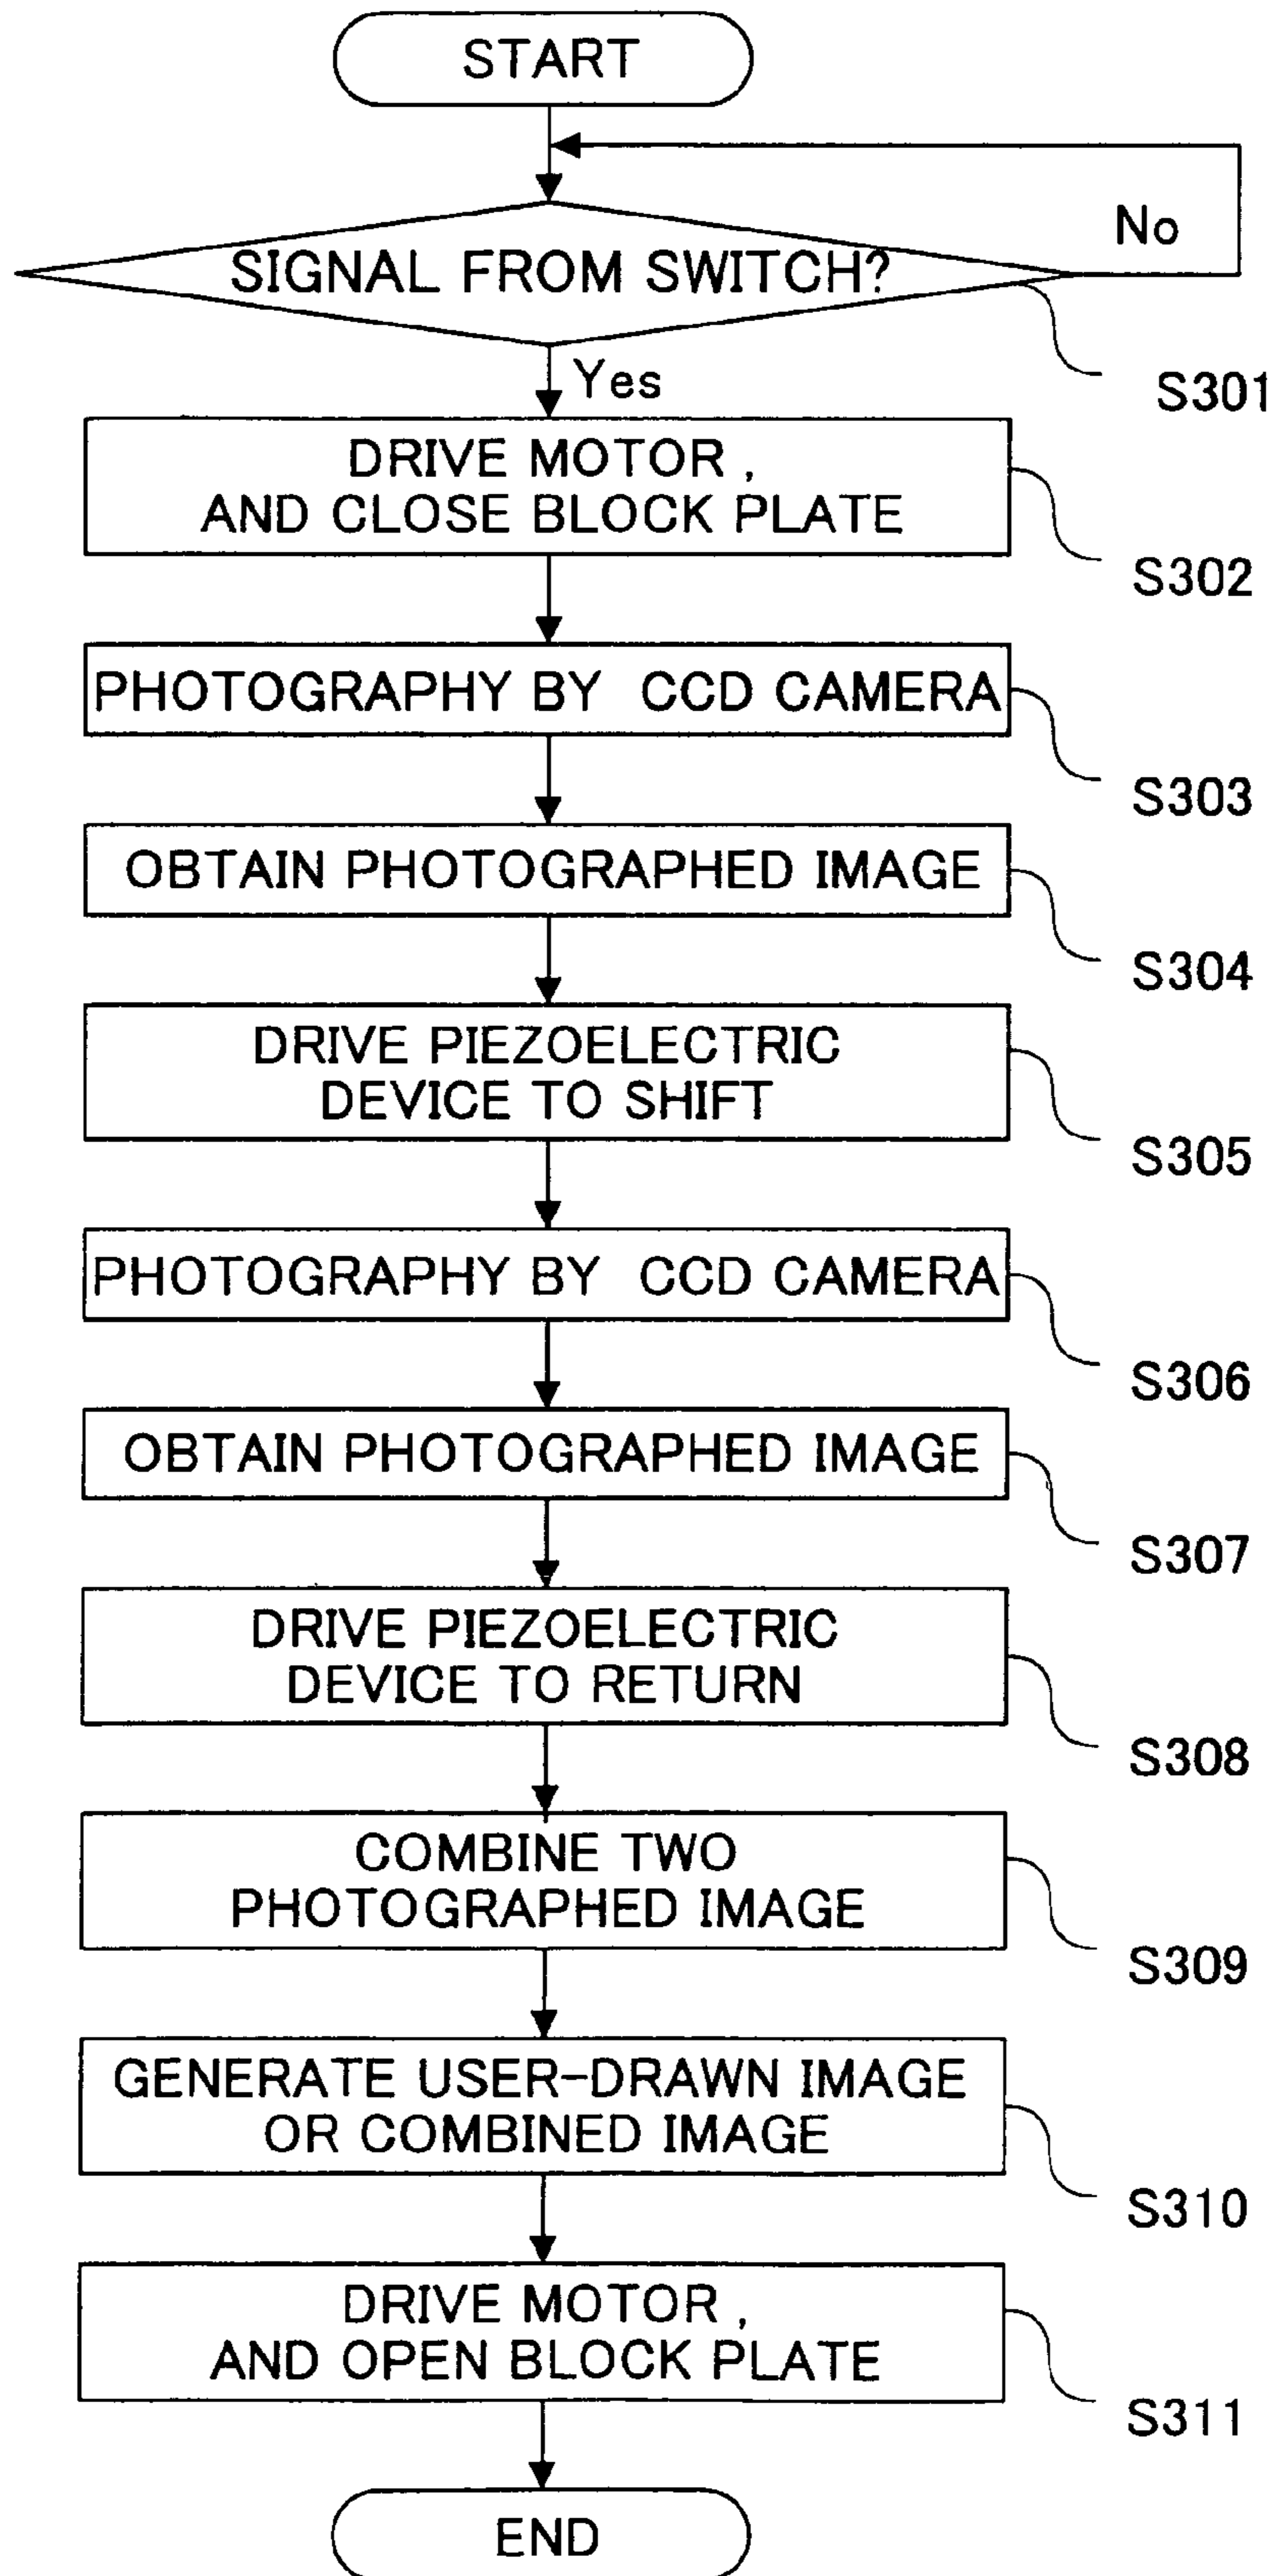 START
No
SIGNAL FROM SWITCH?
S301
Yes
DRIVE MOTOR ,
AND CLOSE BLOCK PLATE
S302
PHOTOGRAPHY BY CCD CAMERA
S303
OBTAIN PHOTOGRAPHED IMAGE
S304
DRIVE PIEZOELECTRIC
DEVICE TO SHIFT
S305
PHOTOGRAPHY BY CCD CAMERA
S306
OBTAIN PHOTOGRAPHED IMAGE
S307
DRIVE PIEZOELECTRIC
DEVICE TO RETURN
S308
COMBINE TWO
PHOTOGRAPHED IMAGE
S309
GENERATE USER-DRAWN IMAGE
OR COMBINED IMAGE
S310
DRIVE MOTOR ,
AND OPEN BLOCK PLATE
S311
END